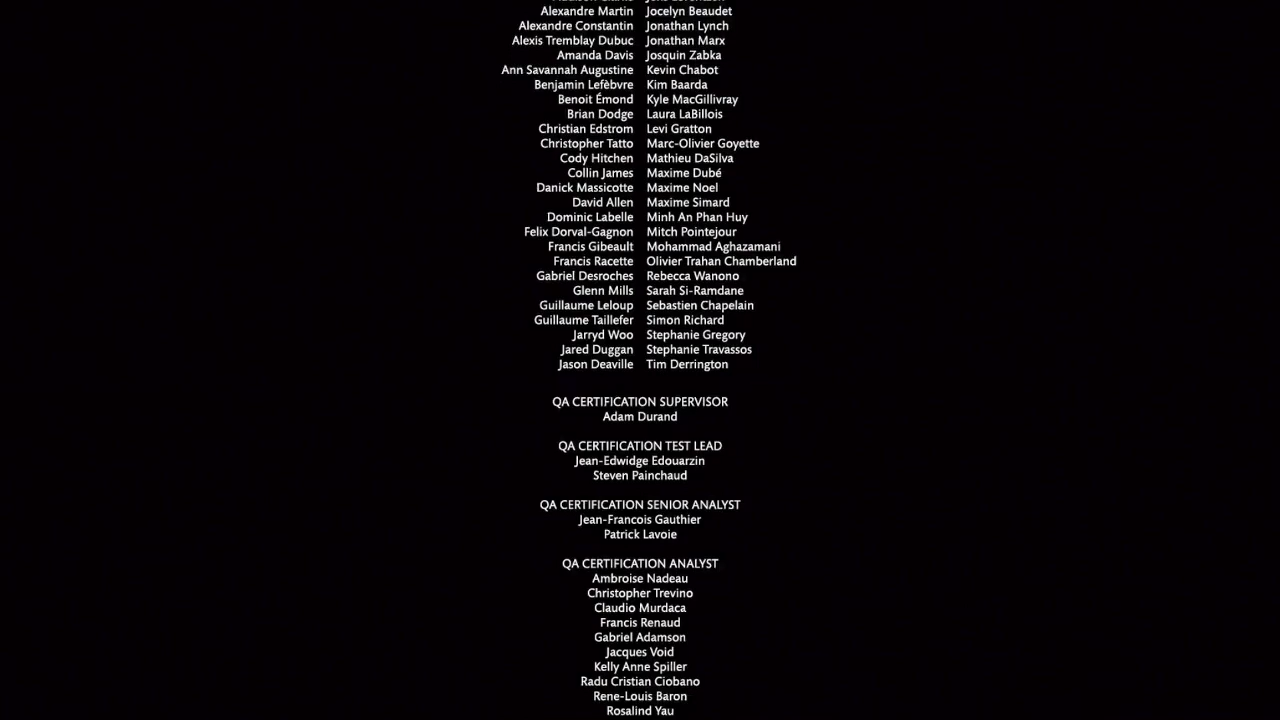 Alexandre Martin Jocelyn Beaudet
Alexandre Constantin Jonathan Lynch
Alexis Tremblay Dubuc Jonathan Marx
Amanda Davis Josquin Zabka
Ann Savannah Augustine Kevin Chabot
Benjamin Lefèbvre Kim Baarda
Benoit Émond Kyle MacGillivray
Brian Dodge Laura LaBillois
Christian Edstrom Levi Gratton
Christopher Tatto Marc-Olivier Goyette
Cody Hitchen Mathieu DaSilva
Collin James Maxime Dubé
Danick Massicotte Maxime Noel
David Allen Maxime Simard
Dominic Labelle Minh An Phan Huy
Felix Dorval-Gagnon Mitch Pointejour
Francis Gibeault Mohammad Aghazamani
Francis Racette Olivier Trahan Chamberland
Gabriel Desroches Rebecca Wanono
Glenn Mills Sarah Si-Ramdane
Guillaume Leloup Sebastien Chapelain
Guillaume Taillefer Simon Richard
Jarryd Woo Stephanie Gregory
Jared Duggan Stephanie Travassos
Jason Deaville Tim Derrington
QA CERTIFICATION SUPERVISOR
Adam Durand
QA CERTIFICATION TEST LEAD
Jean-Edwidge Edouarzin
Steven Painchaud
QA CERTIFICATION SENIOR ANALYST
Jean-Francois Gauthier
Patrick Lavoie
QA CERTIFICATION ANALYST
Ambroise Nadeau
Christopher Trevino
Claudio Murdaca
Francis Renaud
Gabriel Adamson
Jacques Void
Kelly Anne Spiller
Radu Cristian Ciobano
Rene-Louis Baron
Rosalind Yau